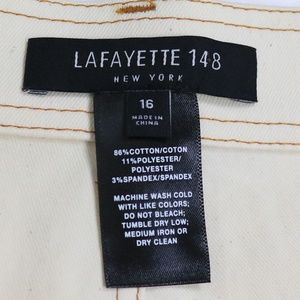 LAFAYETTE 148
NEW YORK
16
MADE IN
CHINA
86%COTTON/COTON
11%POLYESTER/
POLYESTER
3%SPANDEX/SPANDEX
MACHINE WASH COLD
WITH LIKE COLORS;
DO NOT BLEACH;
TUMBLE DRY LOW;
MEDIUM IRON OR
DRY CLEAN